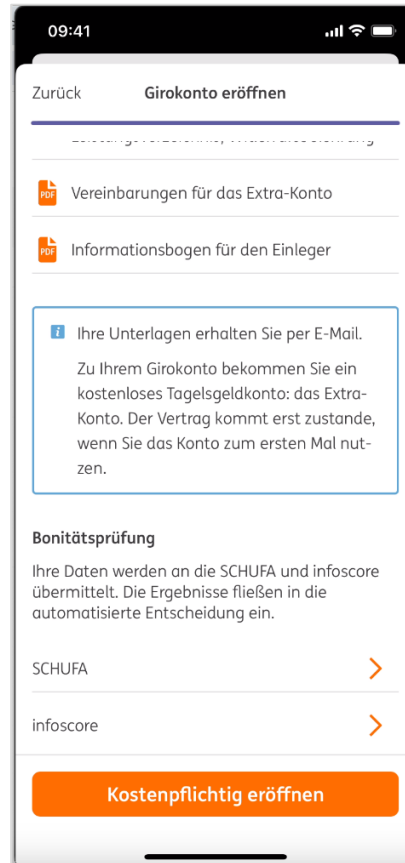 09:41
Zurück
Girokonto eröffnen
PDF Vereinbarungen für das Extra-Konto
PDF Informationsbogen für den Einleger
i Ihre Unterlagen erhalten Sie per E-Mail.
Zu Ihrem Girokonto bekommen Sie ein
kostenloses Tagelsgeldkonto: das Extra-
Konto. Der Vertrag kommt erst zustande,
wenn Sie das Konto zum ersten Mal nut-
zen.
Bonitätsprüfung
Ihre Daten werden an die SCHUFA und infoscore
übermittelt. Die Ergebnisse fließen in die
automatisierte Entscheidung ein.
SCHUFA
infoscore
Kostenpflichtig eröffnen